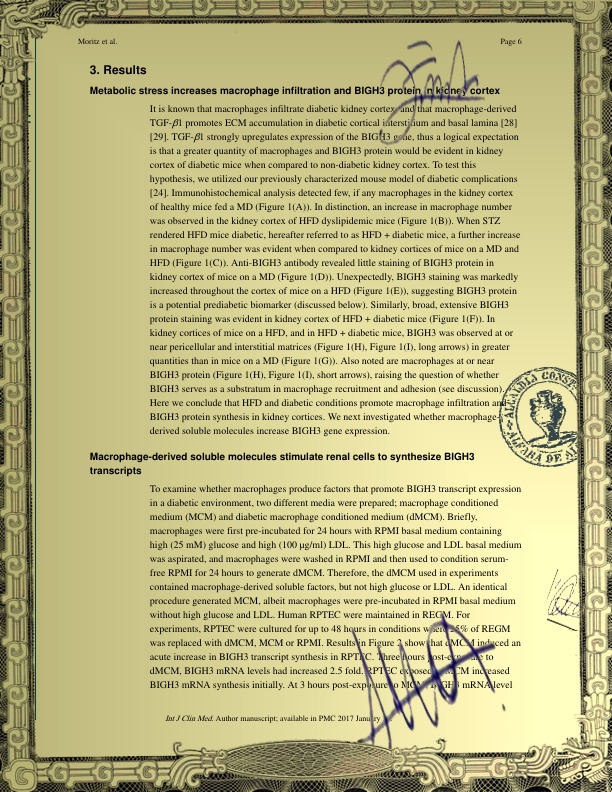 Moritz et al.
Page 6
3. Results
Metabolic stress increases macrophage infiltration and BIGH3 protein in kidney cortex
It is known that macrophages infiltrate diabetic kidney cortex and that macrophage-derived
TGF-β1 promotes ECM accumulation in diabetic cortical interstitium and basal lamina [28]
[29]. TGF-β1 strongly upregulates expression of the BIGH3 gene, thus a logical expectation
is that a greater quantity of macrophages and BIGH3 protein would be evident in kidney
cortex of diabetic mice when compared to non-diabetic kidney cortex. To test this
hypothesis, we utilized our previously characterized mouse model of diabetic complications
[24]. Immunohistochemical analysis detected few, if any macrophages in the kidney cortex
of healthy mice fed a MD (Figure 1(A)). In distinction, an increase in macrophage number
was observed in the kidney cortex of HFD dyslipidemic mice (Figure 1(B)). When STZ
rendered HFD mice diabetic, hereafter referred to as HFD + diabetic mice, a further increase
in macrophage number was evident when compared to kidney cortices of mice on a MD and
HFD (Figure 1(C)). Anti-BIGH3 antibody revealed little staining of BIGH3 protein in
kidney cortex of mice on a MD (Figure 1(D)). Unexpectedly, BIGH3 staining was markedly
increased throughout the cortex of mice on a HFD (Figure 1(E)), suggesting BIGH3 protein
is a potential prediabetic biomarker (discussed below). Similarly, broad, extensive BIGH3
protein staining was evident in kidney cortex of HFD + diabetic mice (Figure 1(F)). In
kidney cortices of mice on a HFD, and in HFD + diabetic mice, BIGH3 was observed at or
near pericellular and interstitial matrices (Figure 1(H), Figure 1(I), long arrows) in greater
quantities than in mice on a MD (Figure 1(G)). Also noted are macrophages at or near
BIGH3 protein (Figure 1(H), Figure 1(I), short arrows), raising the question of whether
BIGH3 serves as a substratum in macrophage recruitment and adhesion (see discussion).
Here we conclude that HFD and diabetic conditions promote macrophage infiltration and
BIGH3 protein synthesis in kidney cortices. We next investigated whether macrophage-
derived soluble molecules increase BIGH3 gene expression.
Macrophage-derived soluble molecules stimulate renal cells to synthesize BIGH3
transcripts
To examine whether macrophages produce factors that promote BIGH3 transcript expression
in a diabetic environment, two different media were prepared; macrophage conditioned
medium (MCM) and diabetic macrophage conditioned medium (dMCM). Briefly,
macrophages were first pre-incubated for 24 hours with RPMI basal medium containing
high (25 mM) glucose and high (100 μg/ml) LDL. This high glucose and LDL basal medium
was aspirated, and macrophages were washed in RPMI and then used to condition serum-
free RPMI for 24 hours to generate dMCM. Therefore, the dMCM used in experiments
contained macrophage-derived soluble factors, but not high glucose or LDL. An identical
procedure generated MCM, albeit macrophages were pre-incubated in RPMI basal medium
without high glucose and LDL. Human RPTEC were maintained in REGM. For
experiments, RPTEC were cultured for up to 48 hours in conditions where 25% of REGM
was replaced with dMCM, MCM or RPMI. Results in Figure 2 show that dMCM induced an
acute increase in BIGH3 transcript synthesis in RPTEC. Three hours post-exposure to
dMCM, BIGH3 mRNA levels had increased 2.5 fold. RPTEC exposed to MCM increased
BIGH3 mRNA synthesis initially. At 3 hours post-exposure to MCM, BIGH3 mRNA level
Int J Clin Med. Author manuscript; available in PMC 2017 January
ALCALDIA CONST